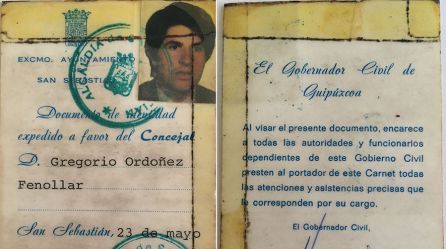 EXCMO. AYUNTAMIENTO
SAN SEBASTIAN
ALCALDIA
Documento de identidad
expedido a favor del Concejal
D. Gregorio Ordoñez
Fenollar
San Sebastián, 23 de mayo
El Gobernador Civil de
Guipúzcoa
Al visar el presente documento, encarece
a todas las autoridades y funcionarios
dependientes de este Gobierno Civil
presten al portador de este Carnet todas
las atenciones y asistencias precisas que
le corresponden por su cargo.
El Gobernador Civil,